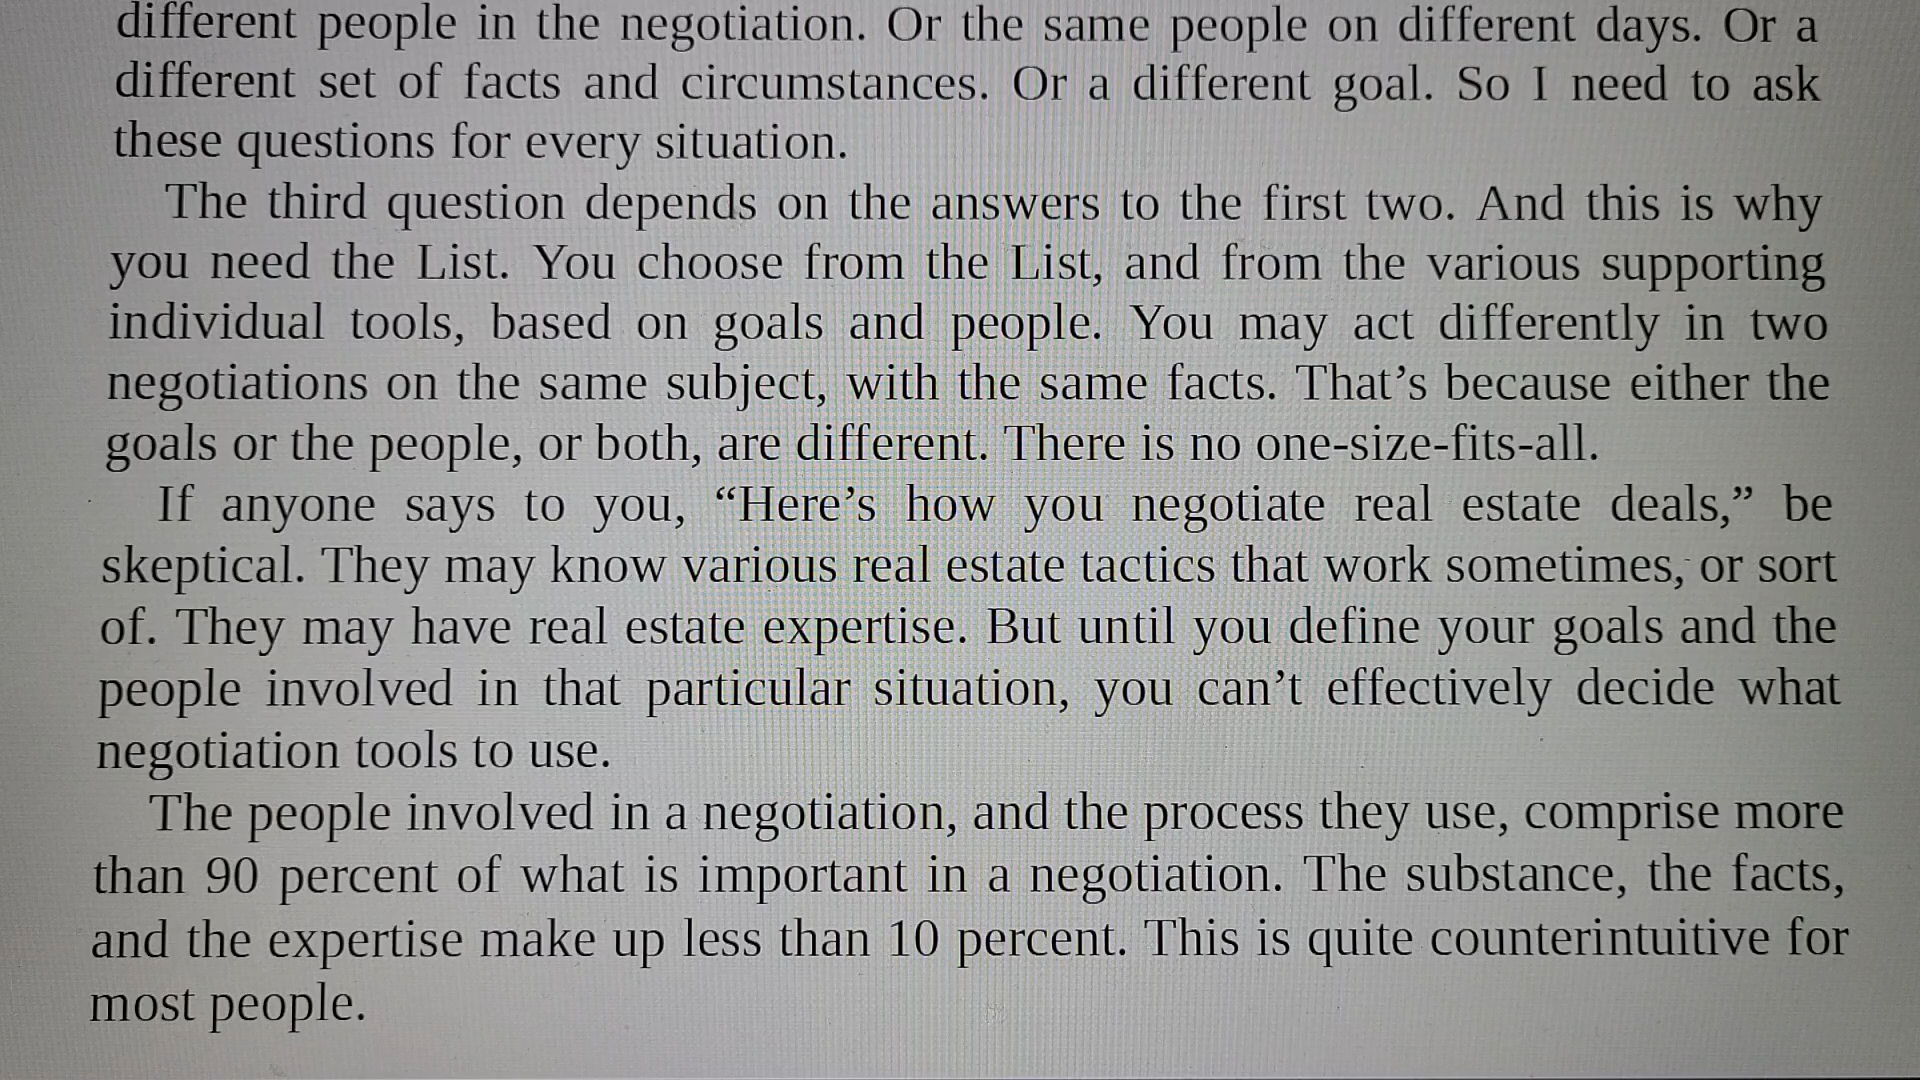 different people in the negotiation. Or the same people on different days. Or a
different set of facts and circumstances. Or a different goal. So I need to ask
these questions for every situation.
The third question depends on the answers to the first two. And this is why
you need the List. You choose from the List, and from the various supporting
individual tools, based on goals and people. You may act differently in two
negotiations on the same subject, with the same facts. That’s because either the
goals or the people, or both, are different. There is no one-size-fits-all.
If anyone says to you, “Here’s how you negotiate real estate deals,” be
skeptical. They may know various real estate tactics that work sometimes, or sort
of. They may have real estate expertise. But until you define your goals and the
people involved in that particular situation, you can’t effectively decide what
negotiation tools to use.
The people involved in a negotiation, and the process they use, comprise more
than 90 percent of what is important in a negotiation. The substance, the facts,
and the expertise make up less than 10 percent. This is quite counterintuitive for
most people.